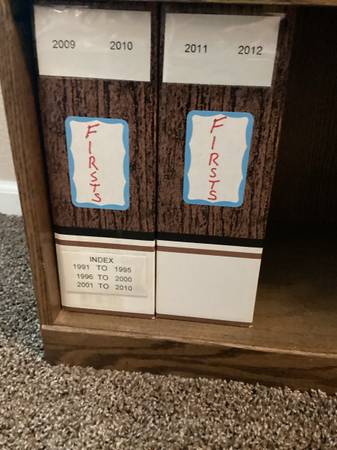 2009 2010
FIRSTS
INDEX
1991 TO 1995
1996 TO 2000
2001 TO 2010
2011 2012
FIRSTS